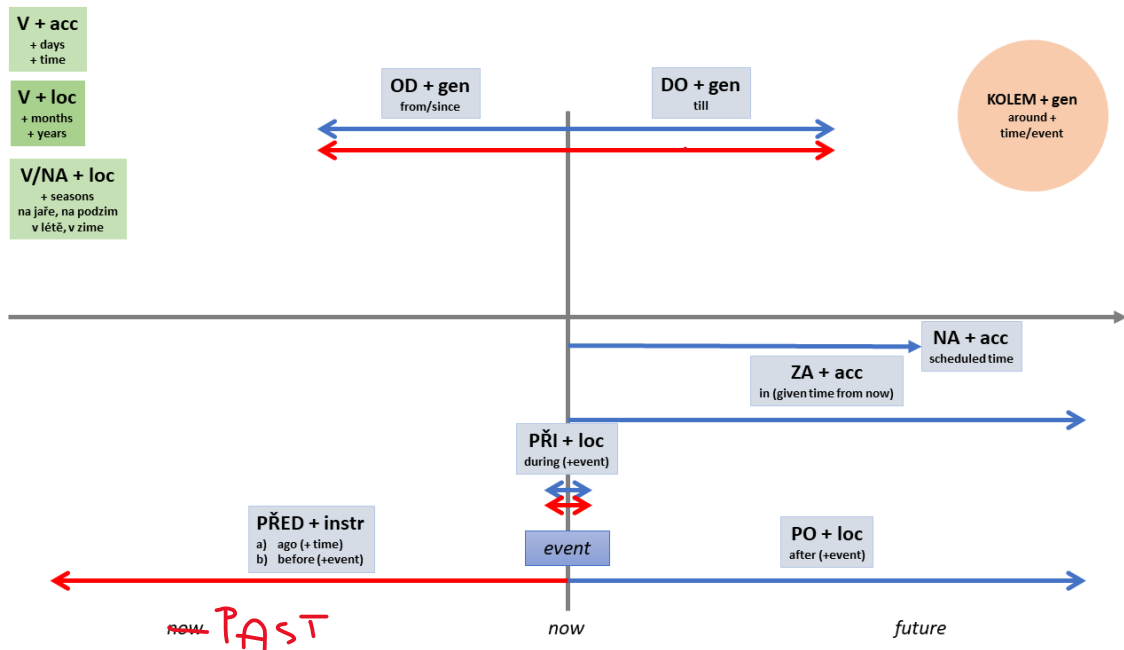 V + acc
+ days
+ time
V + loc
+ months
+ years
V/NA + loc
+ seasons
na jaře, na podzim
v létě, v zime
OD + gen
from/since
DO + gen
till
KOLEM + gen
around +
time/event
NA + acc
scheduled time
ZA + acc
in (given time from now)
PŘI + loc
during (+event)
PŘED + instr
a) ago (+ time)
b) before (+event)
event
PO + loc
after (+event)
now PAST
now
future